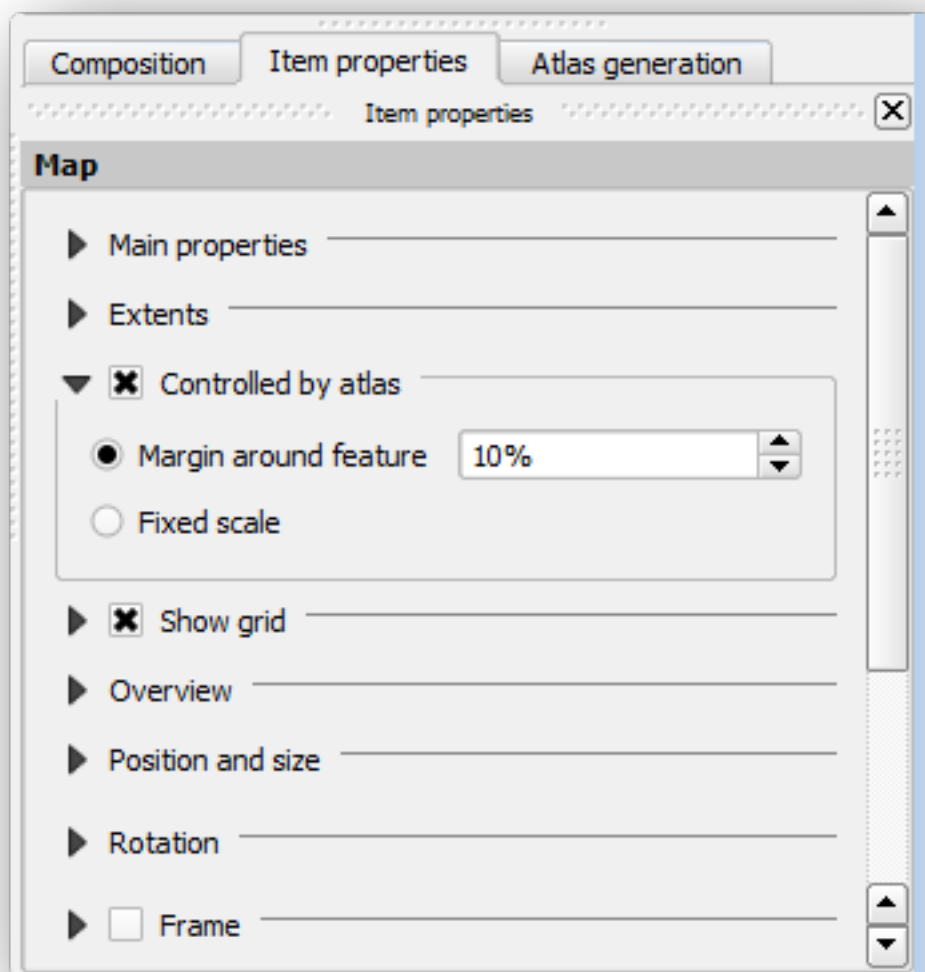 Composition Item properties Atlas generation
Item properties
Map
Main properties
Extents
Controlled by atlas
Margin around feature 10%
Fixed scale
Show grid
Overview
Position and size
Rotation
Frame